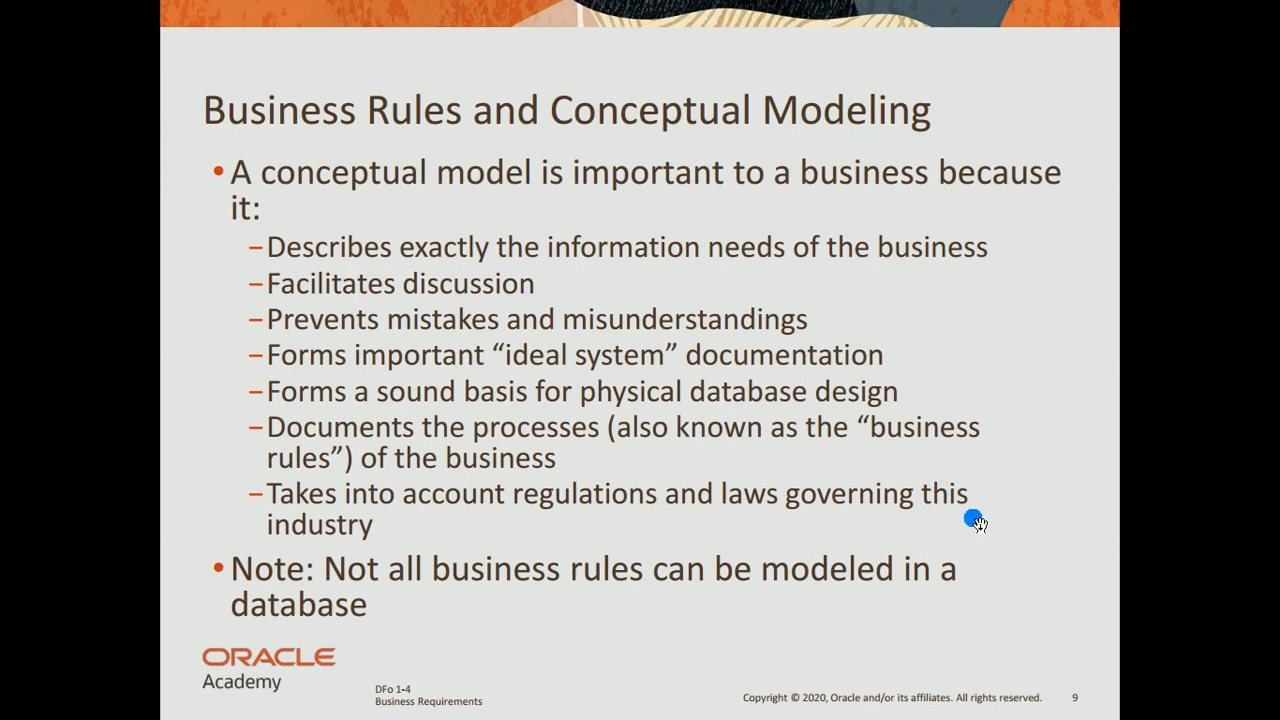 Business Rules and Conceptual Modeling
•A conceptual model is important to a business because
it:
–Describes exactly the information needs of the business
–Facilitates discussion
–Prevents mistakes and misunderstandings
–Forms important “ideal system” documentation
–Forms a sound basis for physical database design
–Documents the processes (also known as the “business
rules”) of the business
–Takes into account regulations and laws governing this
industry
•Note: Not all business rules can be modeled in a
database
ORACLE
Academy
DFo 1-4
Business Requirements
Copyright © 2020, Oracle and/or its affiliates. All rights reserved.
9